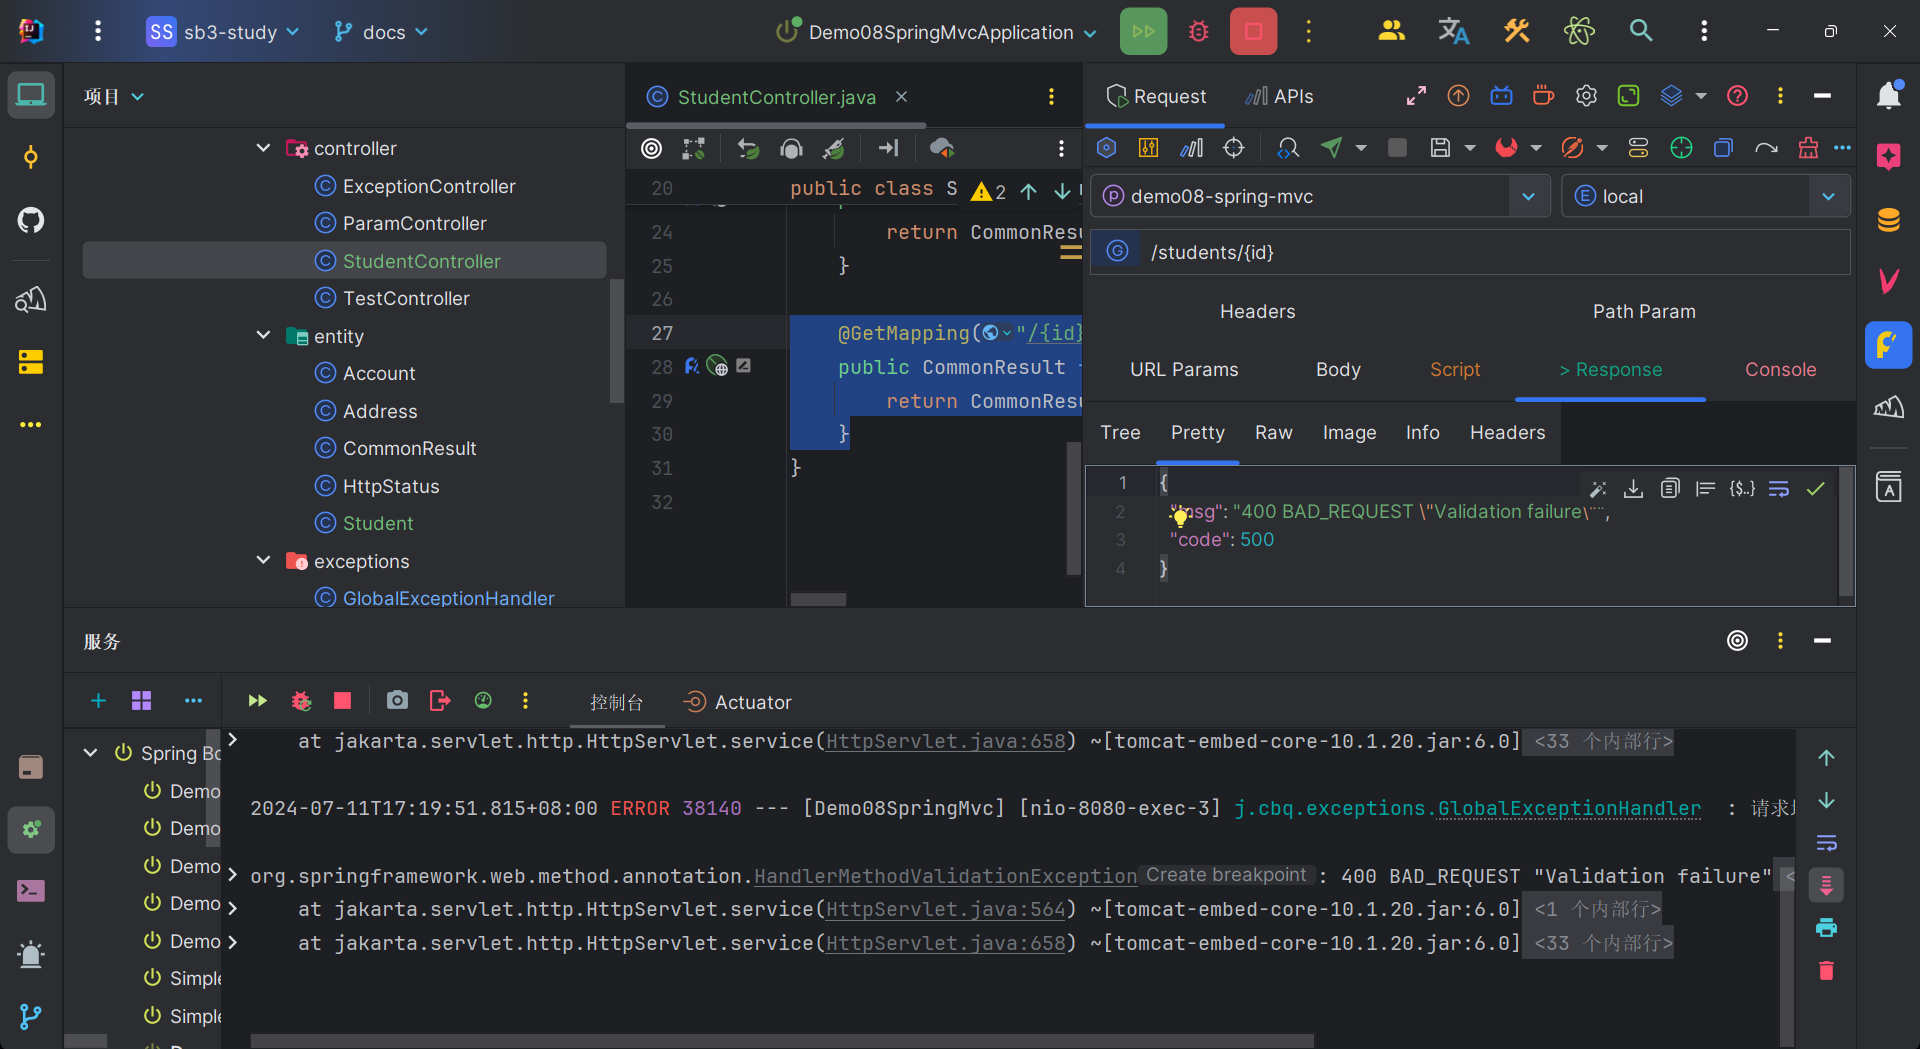 SS sb3-study docs Demo08SpringMvcApplication
项目
controller
ExceptionController
ParamController
StudentController
TestController
entity
Account
Address
CommonResult
HttpStatus
Student
exceptions
GlobalExceptionHandler
StudentController.java
2
20 public class S
24 return CommonResu
25 }
26
27 @GetMapping("/{id}
28 public CommonResult
29 return CommonResu
30 }
31 }
32
Request APIs
demo08-spring-mvc local
/students/{id}
Headers Path Param
URL Params Body Script > Response Console
Tree Pretty Raw Image Info Headers
1 {
2 "msg": "400 BAD_REQUEST \"Validation failure\"",
3 "code": 500
4 }
服务
控制台 Actuator
Spring Bo
Demo
Demo
Demo
Demo
Demo
Simple
Simple
at jakarta.servlet.http.HttpServlet.service(HttpServlet.java:658) ~[tomcat-embed-core-10.1.20.jar:6.0] <33 个内部行>
2024-07-11T17:19:51.815+08:00 ERROR 38140 --- [Demo08SpringMvc] [nio-8080-exec-3] j.cbq.exceptions.GlobalExceptionHandler : 请求
org.springframework.web.method.annotation.HandlerMethodValidationException Create breakpoint : 400 BAD_REQUEST "Validation failure" <
at jakarta.servlet.http.HttpServlet.service(HttpServlet.java:564) ~[tomcat-embed-core-10.1.20.jar:6.0] <1 个内部行>
at jakarta.servlet.http.HttpServlet.service(HttpServlet.java:658) ~[tomcat-embed-core-10.1.20.jar:6.0] <33 个内部行>